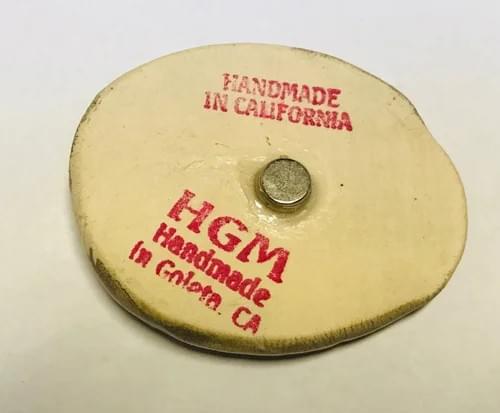 HANDMADE
IN CALIFORNIA
HGM
Handmade
in Goleta, CA